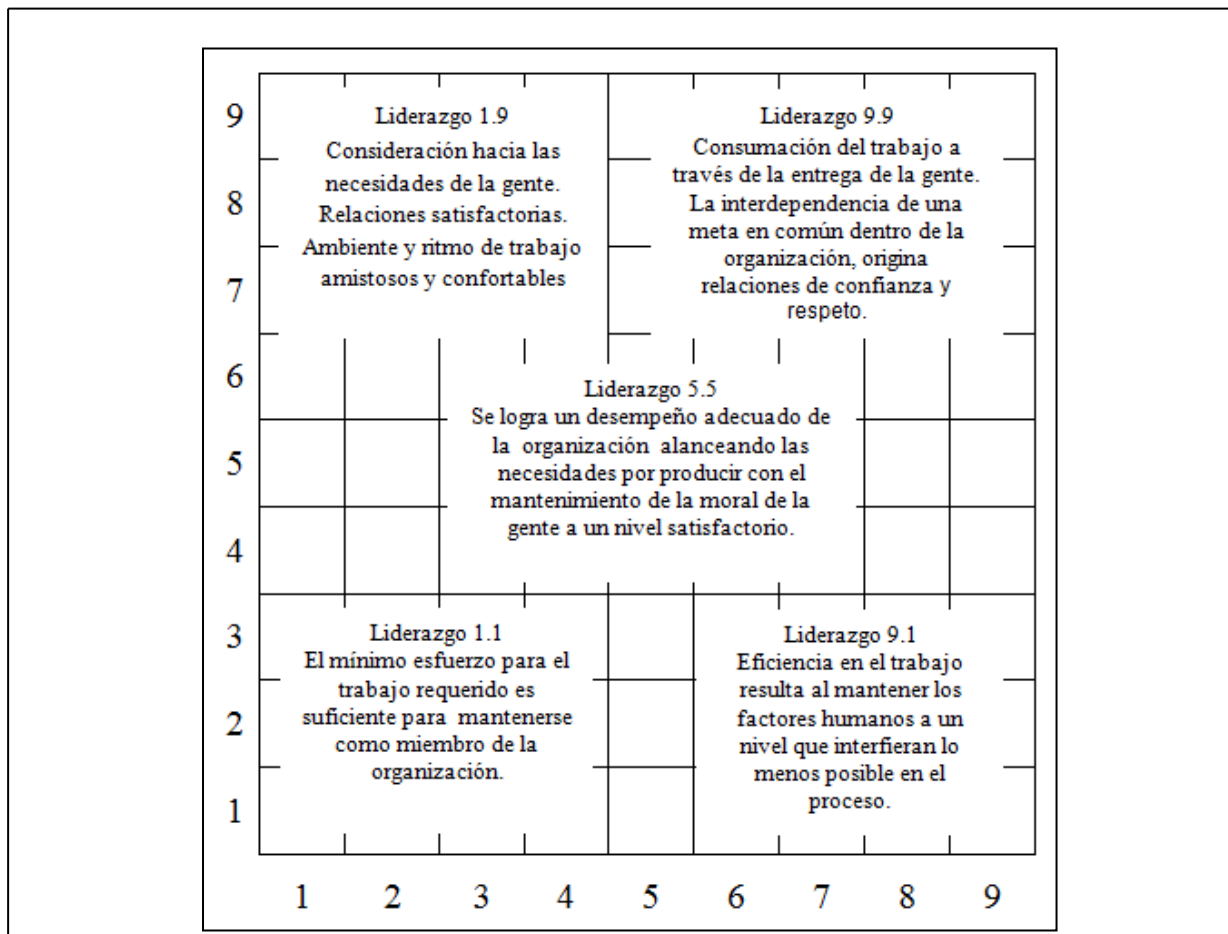 9
8
7
6
5
4
3
2
1
Liderazgo 1.9
Consideración hacia las
necesidades de la gente.
Relaciones satisfactorias.
Ambiente y ritmo de trabajo
amistosos y confortables
Liderazgo 9.9
Consumación del trabajo a
través de la entrega de la gente.
La interdependencia de una
meta en común dentro de la
organización, origina
relaciones de confianza y
respeto.
Liderazgo 5.5
Se logra un desempeño adecuado de
la organización alanceando las
necesidades por producir con el
mantenimiento de la moral de la
gente a un nivel satisfactorio.
Liderazgo 1.1
El mínimo esfuerzo para el
trabajo requerido es
suficiente para mantenerse
como miembro de la
organización.
Liderazgo 9.1
Eficiencia en el trabajo
resulta al mantener los
factores humanos a un
nivel que interfieran lo
menos posible en el
proceso.
1 2 3 4 5 6 7 8 9